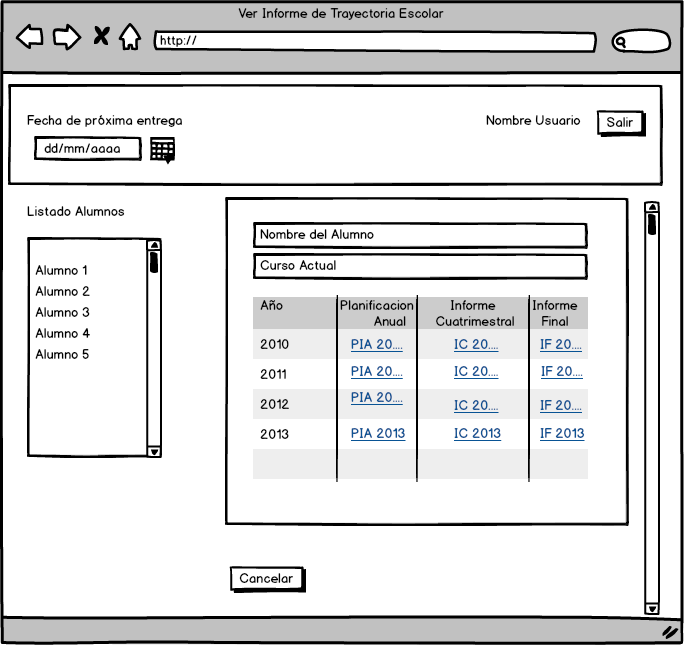 Ver Informe de Trayectoria Escolar
http://
Fecha de próxima entrega
Nombre Usuario
Salir
dd/mm/aaaa
Listado Alumnos
Alumno 1
Alumno 2
Alumno 3
Alumno 4
Alumno 5
Nombre del Alumno
Curso Actual
Año Planificacion Anual Informe Cuatrimestral Informe Final
2010 PIA 20.... IC 20.... IF 20....
2011 PIA 20.... IC 20.... IF 20....
2012 PIA 20.... IC 20.... IF 20....
2013 PIA 2013 IC 2013 IF 2013
Cancelar